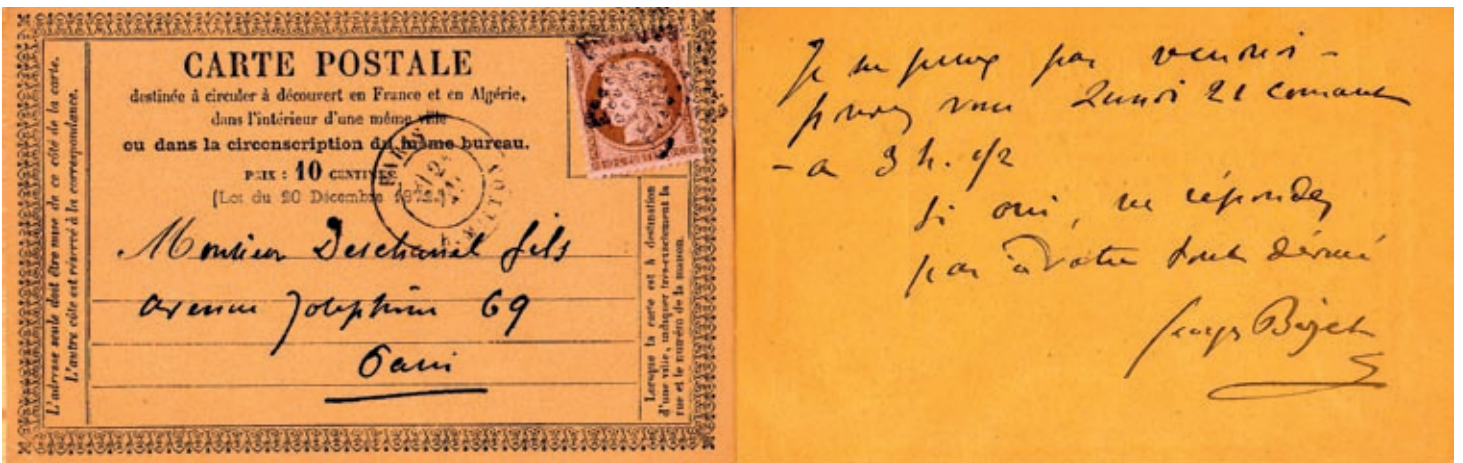 CARTE POSTALE
destinée à circuler à découvert en France et en Algérie,
dans l'intérieur d'une même ville
ou dans la circonscription du même bureau.
PRIX : 10 CENTIMES
(Loi du 20 Décembre 1872.)
PARIS
Monsieur Deschanel fils
avenue Joséphine 69
Paris
L'adresse seule doit être mise de ce côté de la carte.
L'autre côté est réservé à la correspondance.
Lorsque la carte est à destination
d'une ville, indiquer très-exactement la
rue et le numéro de la maison.
Je ne puis pas vendredi -
pouvez vous Lundi 21 courant
- à 3 h. 1/2
Si oui, ne répondez
pas à Votre tout dévoué
Georges Bizet